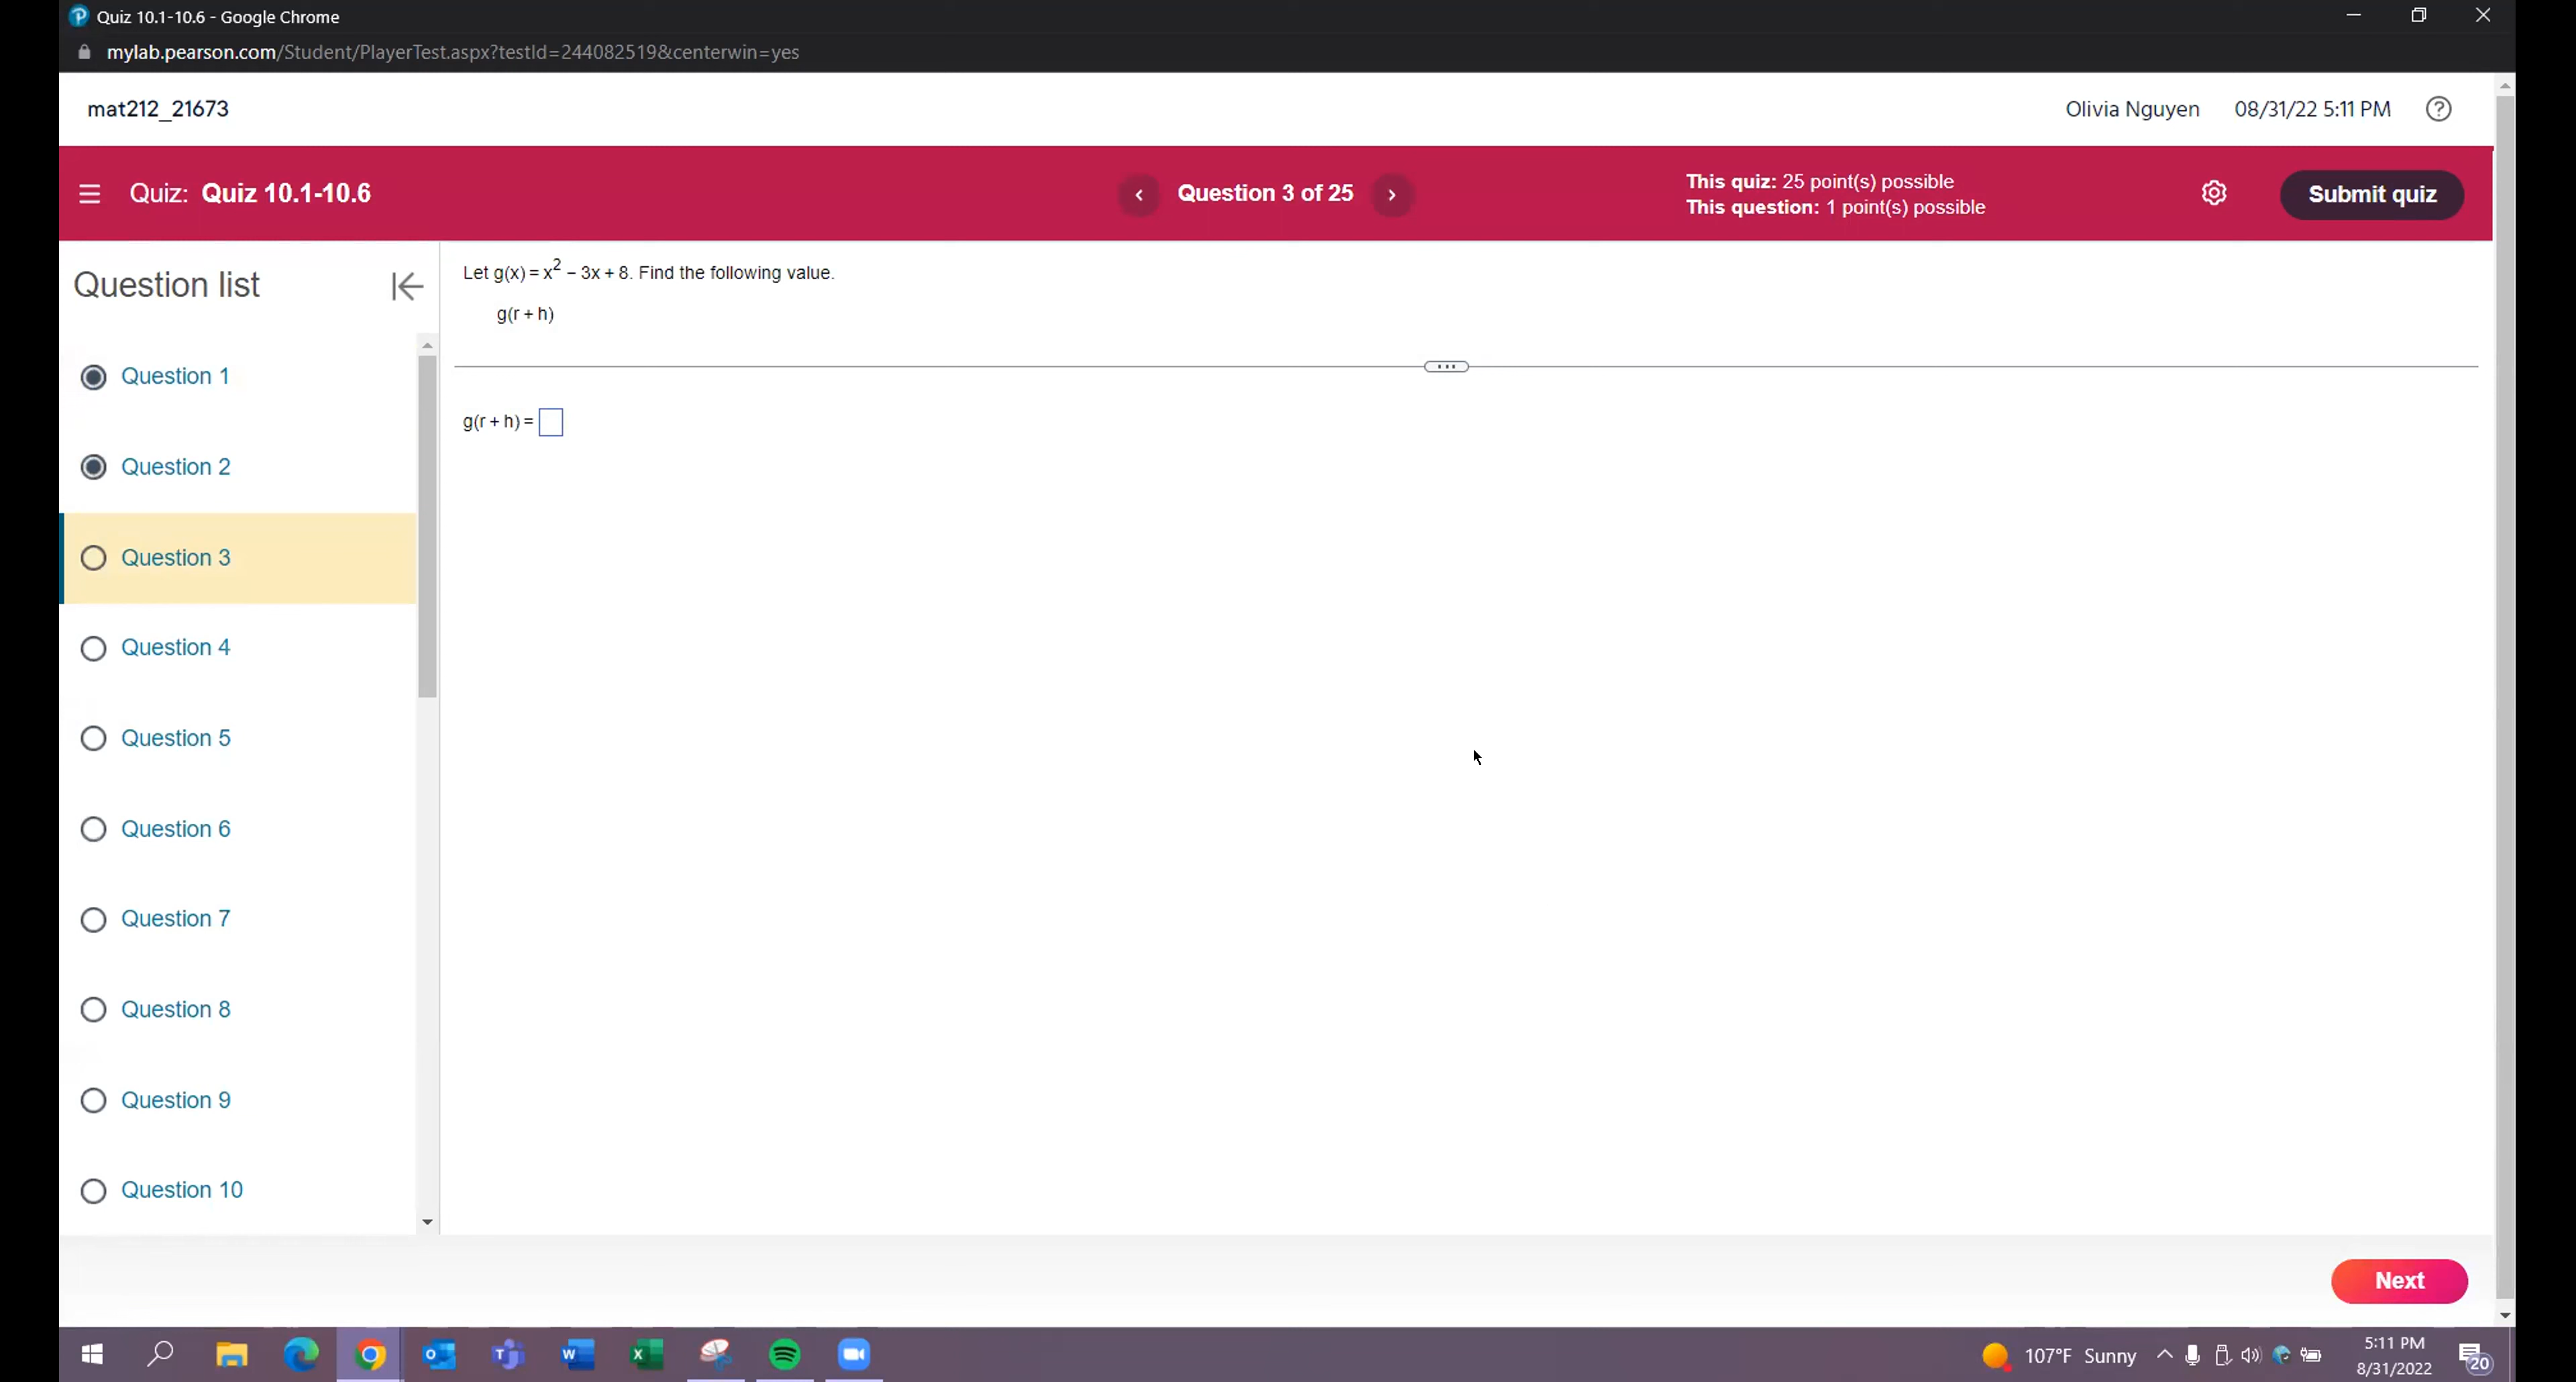 Quiz 10.1-10.6 - Google Chrome
mylab.pearson.com/Student/PlayerTest.aspx?testId=244082519&centerwin=yes
mat212_21673
Olivia Nguyen 08/31/22 5:11 PM ?
Quiz: Quiz 10.1-10.6
Question 3 of 25
This quiz: 25 point(s) possible
This question: 1 point(s) possible
Submit quiz
Question list
Question 1
Question 2
Question 3
Question 4
Question 5
Question 6
Question 7
Question 8
Question 9
Question 10
Let g(x) = x² − 3x + 8. Find the following value.
g(r + h)
g(r + h) =
Next
107°F Sunny
5:11 PM
8/31/2022
20